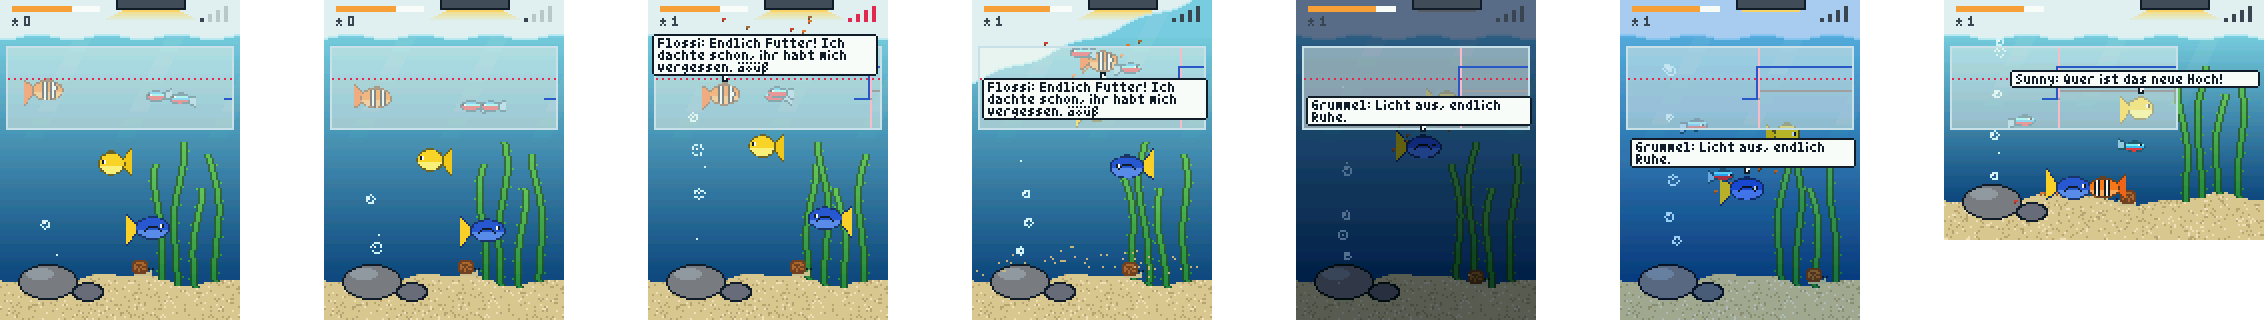 * 0
* 0
* 1
Flossi: Endlich Futter! Ich
dachte schon, ihr habt mich
vergessen. äöüß
* 1
Flossi: Endlich Futter! Ich
dachte schon, ihr habt mich
vergessen. äöüß
* 1
Grummel: Licht aus, endlich
Ruhe.
* 1
Grummel: Licht aus, endlich
Ruhe.
* 1
Sunny: Quer ist das neue Hoch!